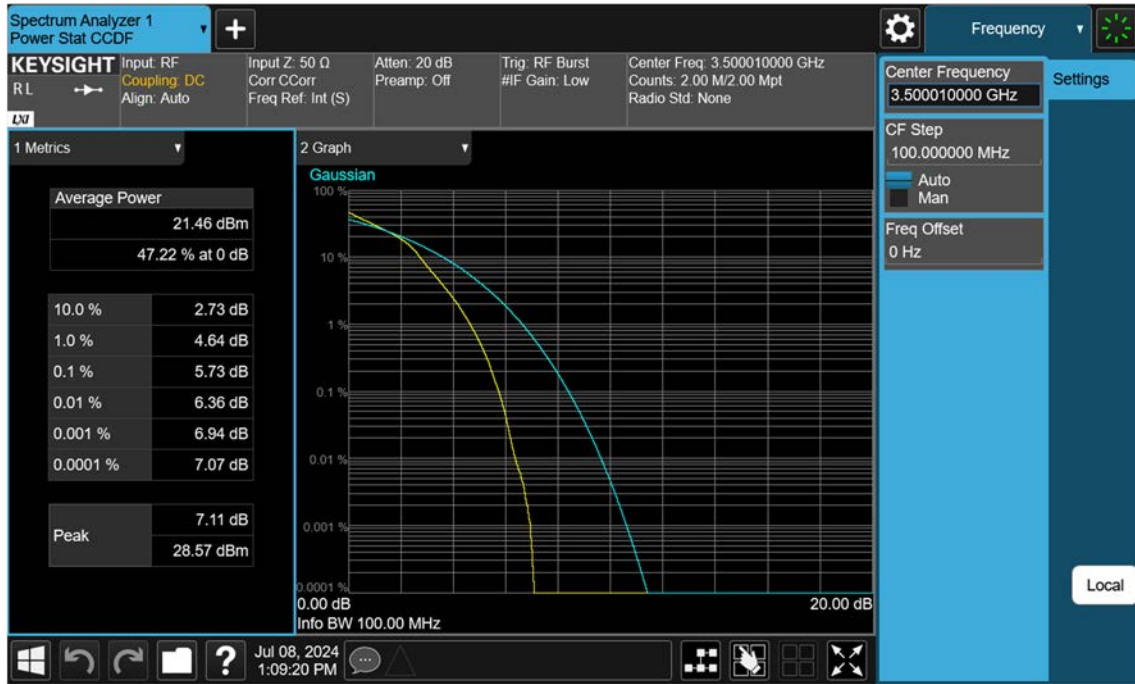 Spectrum Analyzer 1
Power Stat CCDF
Frequency
KEYSIGHT
R L
LXI
Input: RF
Coupling: DC
Align: Auto
Input Z: 50 Ω
Corr CCorr
Freq Ref: Int (S)
Atten: 20 dB
Preamp: Off
Trig: RF Burst
#IF Gain: Low
Center Freq: 3.500010000 GHz
Counts: 2.00 M/2.00 Mpt
Radio Std: None
Center Frequency
3.500010000 GHz
Settings
CF Step
100.000000 MHz
Auto
Man
Freq Offset
0 Hz
1 Metrics
Average Power
21.46 dBm
47.22 % at 0 dB
10.0 % 2.73 dB
1.0 % 4.64 dB
0.1 % 5.73 dB
0.01 % 6.36 dB
0.001 % 6.94 dB
0.0001 % 7.07 dB
Peak
7.11 dB
28.57 dBm
2 Graph
Gaussian
100 %
10 %
1 %
0.1 %
0.01 %
0.001 %
0.0001 %
0.00 dB 20.00 dB
Info BW 100.00 MHz
Local
?
Jul 08, 2024
1:09:20 PM